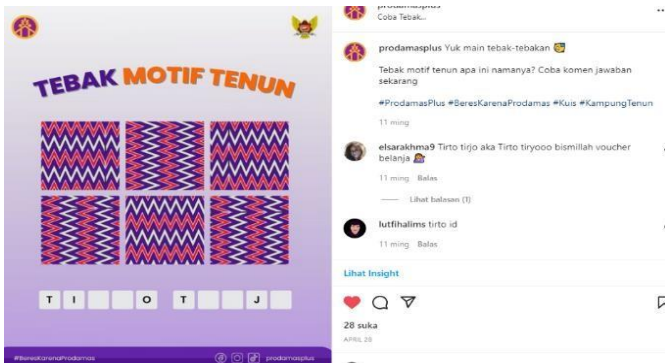 TEBAK MOTIF TENUN
T I O T J
#BeresKarenaProdamas
prodamasplus
prodamasplus
Coba Tebak...
prodamasplus Yuk main tebak-tebakan
Tebak motif tenun apa ini namanya? Coba komen jawaban
sekarang
#ProdamasPlus #BeresKarenaProdamas #Kuis #KampungTenun
11 ming
elsarakhma9 Tirto tirjo aka Tirto tiryooo bismillah voucher
belanja
11 ming Balas
Lihat balasan (1)
lutfihalims tirto id
11 ming Balas
Lihat Insight
28 suka
APRIL 28